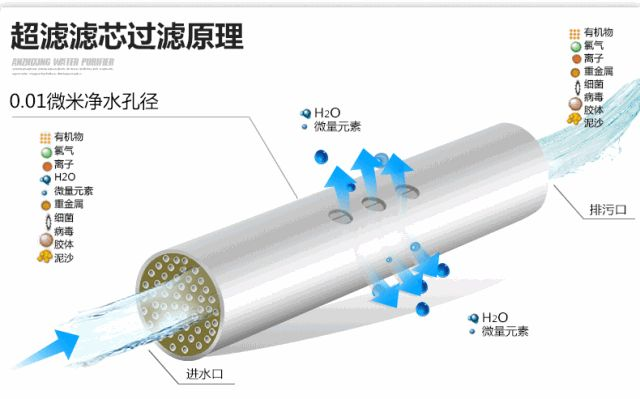 超滤滤芯过滤原理
ANZHIXING WATER PURIFIER
0.01微米净水孔径
有机物
氯气
离子
H2O
微量元素
重金属
细菌
病毒
胶体
泥沙
H2O
微量元素
有机物
氯气
离子
重金属
细菌
病毒
胶体
泥沙
排污口
H2O
微量元素
进水口